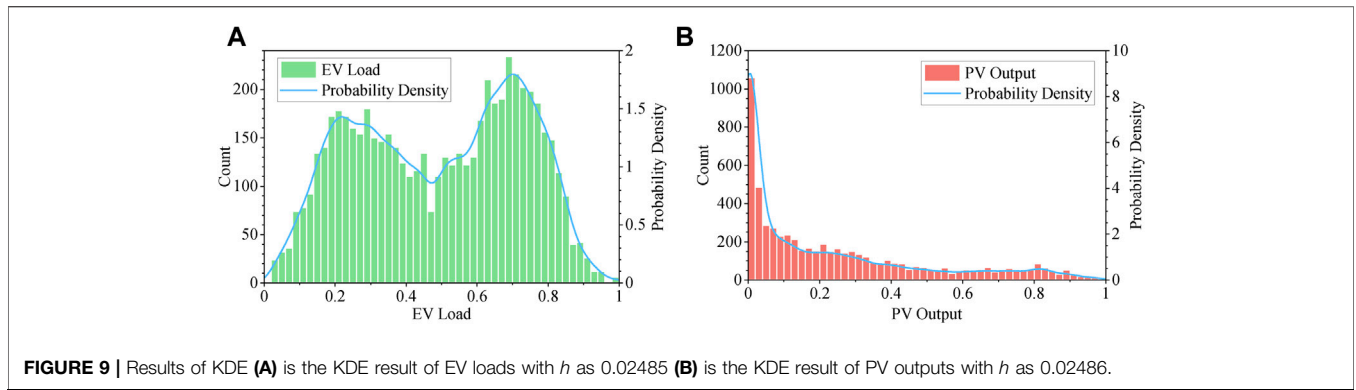 A
240
200
150
100
50
0
Count
EV Load
Probability Density
2
1.5
1
0.5
0
Probability Density
0
0.2
0.4
0.6
0.8
1
EV Load
B
1200
1000
800
600
400
200
0
Count
PV Output
Probability Density
10
8
6
4
2
0
Probability Density
0
0.2
0.4
0.6
0.8
1
PV Output
FIGURE 9 | Results of KDE (A) is the KDE result of EV loads with h as 0.02485 (B) is the KDE result of PV outputs with h as 0.02486.